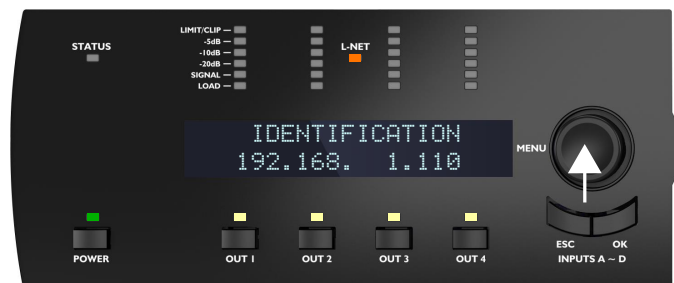 LIMIT/CLIP
-5dB
-10dB
-20dB
SIGNAL
LOAD
STATUS
L-NET
IDENTIFICATION
192.168.  1.110
MENU
POWER
OUT 1
OUT 2
OUT 3
OUT 4
ESC OK
INPUTS A ~ D